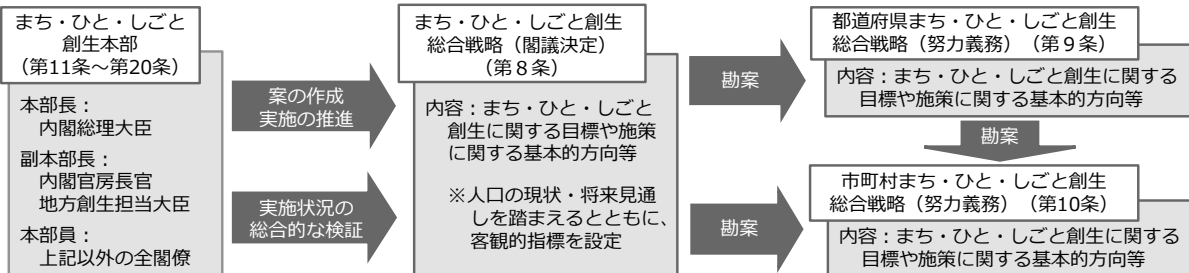 まち・ひと・しごと
創生本部
（第11条～第20条）
本部長：
内閣総理大臣
副本部長：
内閣官房長官
地方創生担当大臣
本部員：
上記以外の全閣僚
案の作成
実施の推進
実施状況の
総合的な検証
まち・ひと・しごと創生
総合戦略（閣議決定）
（第８条）
内容：まち・ひと・しごと
創生に関する目標や施策
に関する基本的方向等
※人口の現状・将来見通
しを踏まえるとともに、
客観的指標を設定
勘案
勘案
都道府県まち・ひと・しごと創生
総合戦略（努力義務）（第９条）
内容：まち・ひと・しごと創生に関する
目標や施策に関する基本的方向等
勘案
市町村まち・ひと・しごと創生
総合戦略（努力義務）（第10条）
内容：まち・ひと・しごと創生に関する
目標や施策に関する基本的方向等